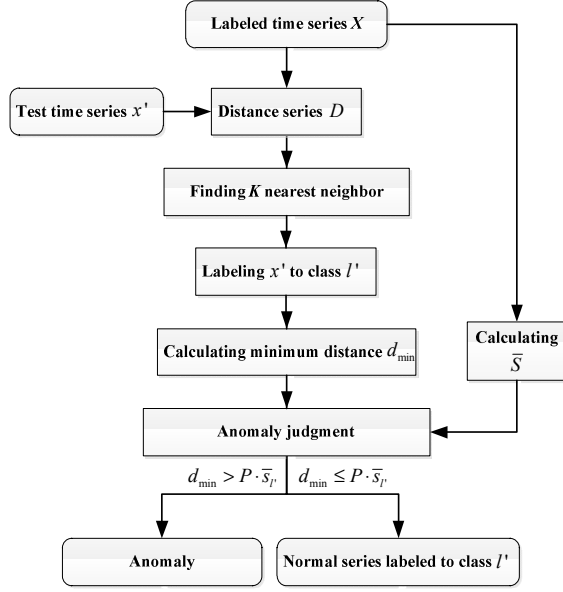 Labeled time series X
Test time series x'
Distance series D
Finding K nearest neighbor
Labeling x' to class l'
Calculating minimum distance d_min
Calculating
S̅
Anomaly judgment
d_min > P · s̅_l'
d_min ≤ P · s̅_l'
Anomaly
Normal series labeled to class l'